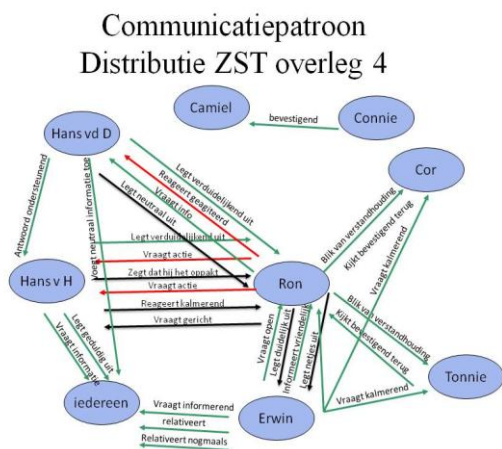 Communicatiepatroon
Distributie ZST overleg 4
Camiel
bevestigend
Connie
Hans vd D
Cor
Antwoord ondersteunend
Voegt neutraal informatie toe
Legt verduidelijkend uit
Reageert geagiteerd
Vraagt info
Legt neutraal uit
Blik van verstandhouding
Kijkt bevestigend terug
Vraagt kalmerend
Legt verduidelijkend uit
Vraagt actie
Hans v H
Zegt dat hij het oppakt
Ron
Vraagt actie
Reageert kalmerend
Vraagt gericht
Blik van verstandhouding
Kijkt bevestigend terug
Legt geduldig uit
Vraagt informatie
Vraagt open
Legt duidelijk uit
Informeert vriendelijk
Legt netjes uit
Tonnie
Vraagt kalmerend
iedereen
Vraagt informerend
relativeert
Relativeert nogmaals
Erwin